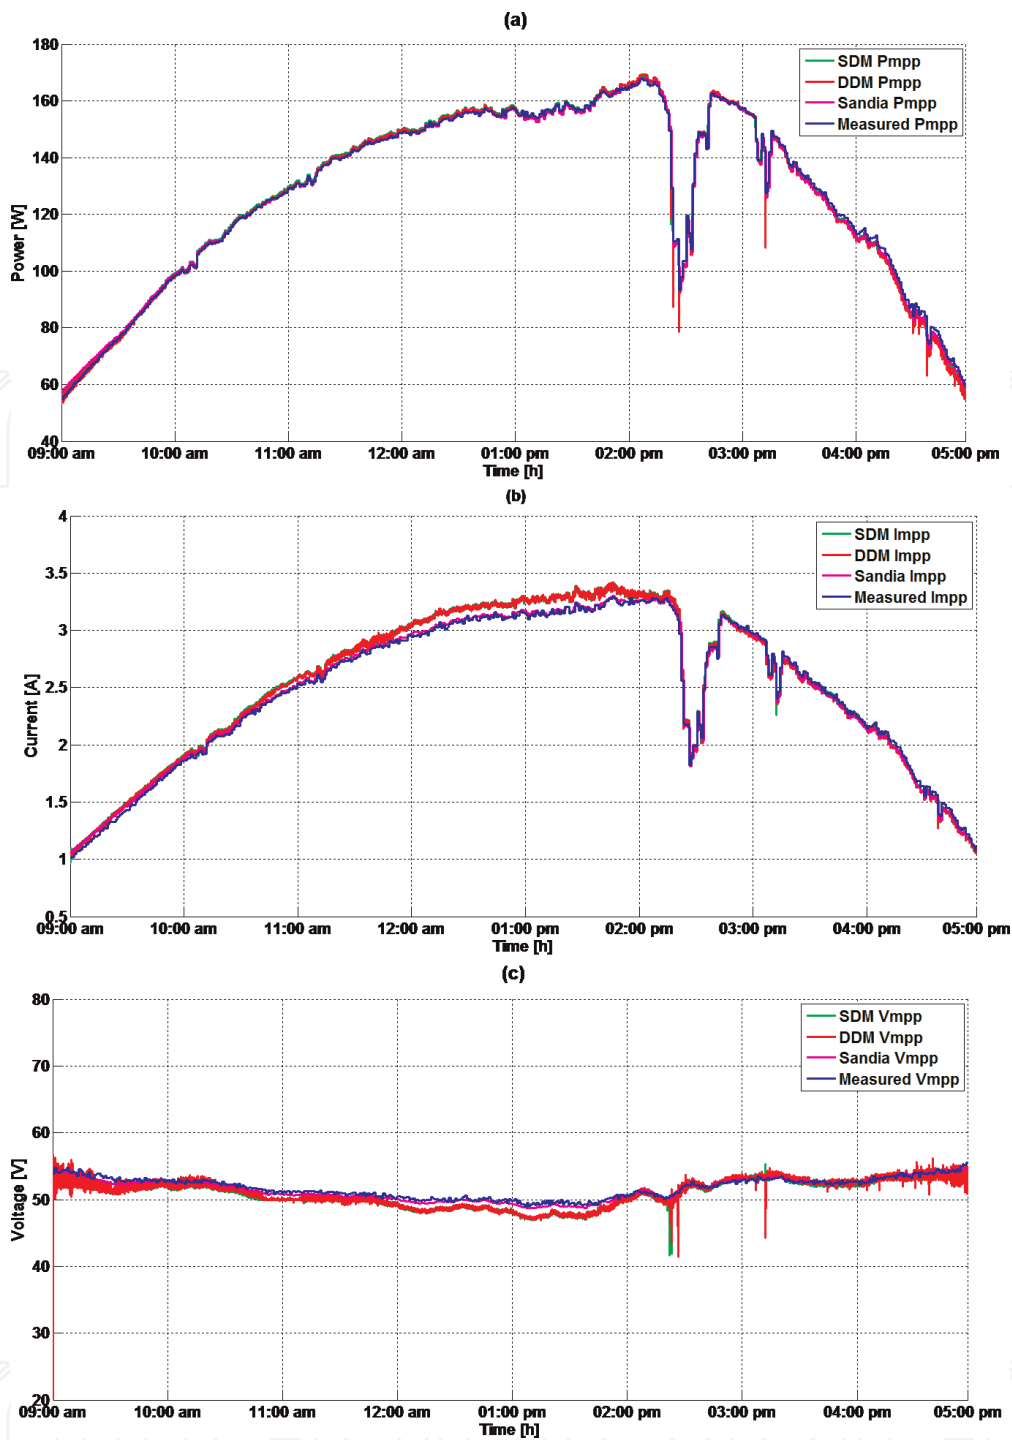 (a)
180
160
140
120
100
80
60
40
Power [W]
SDM Pmpp
DDM Pmpp
Sandia Pmpp
Measured Pmpp
09:00 am 10:00 am 11:00 am 12:00 am 01:00 pm 02:00 pm 03:00 pm 04:00 pm 05:00 pm
Time [h]
(b)
4
3.5
3
2.5
2
1.5
1
0.5
Current [A]
SDM Impp
DDM Impp
Sandia Impp
Measured Impp
09:00 am 10:00 am 11:00 am 12:00 am 01:00 pm 02:00 pm 03:00 pm 04:00 pm 05:00 pm
Time [h]
(c)
80
70
60
50
40
30
20
Voltage [V]
SDM Vmpp
DDM Vmpp
Sandia Vmpp
Measured Vmpp
09:00 am 10:00 am 11:00 am 12:00 am 01:00 pm 02:00 pm 03:00 pm 04:00 pm 05:00 pm
Time [h]